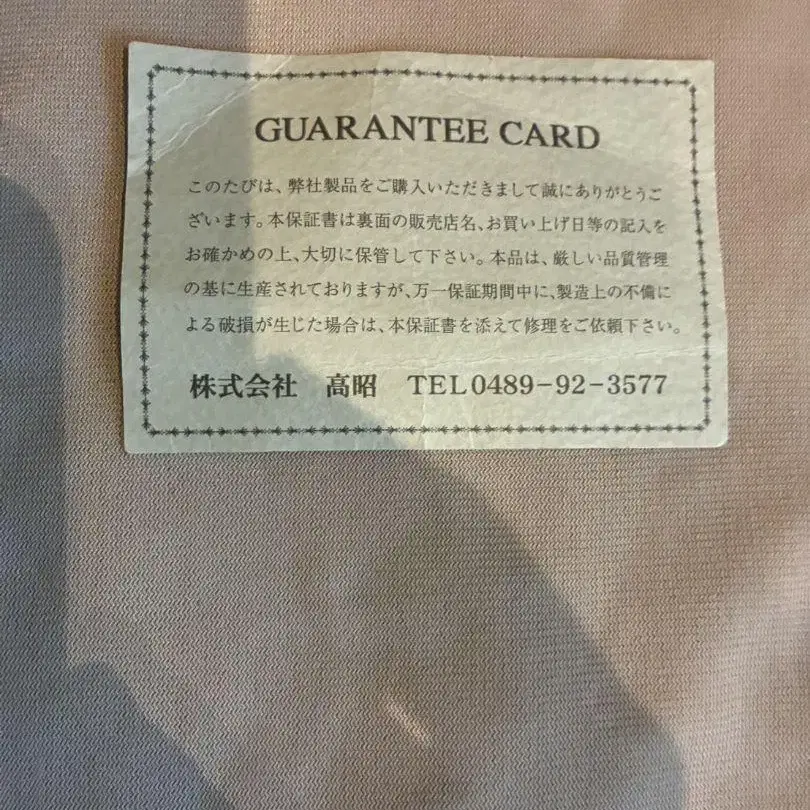 GUARANTEE CARD
このたびは、弊社製品をご購入いただきまして誠にありがとうご
ざいます。本保証書は裏面の販売店名、お買い上げ日等の記入を
お確かめの上、大切に保管して下さい。本品は、厳しい品質管理
の基に生産されておりますが、万一保証期間中に、製造上の不備に
よる破損が生じた場合は、本保証書を添えて修理をご依頼下さい。
株式会社 高昭 TEL0489-92-3577